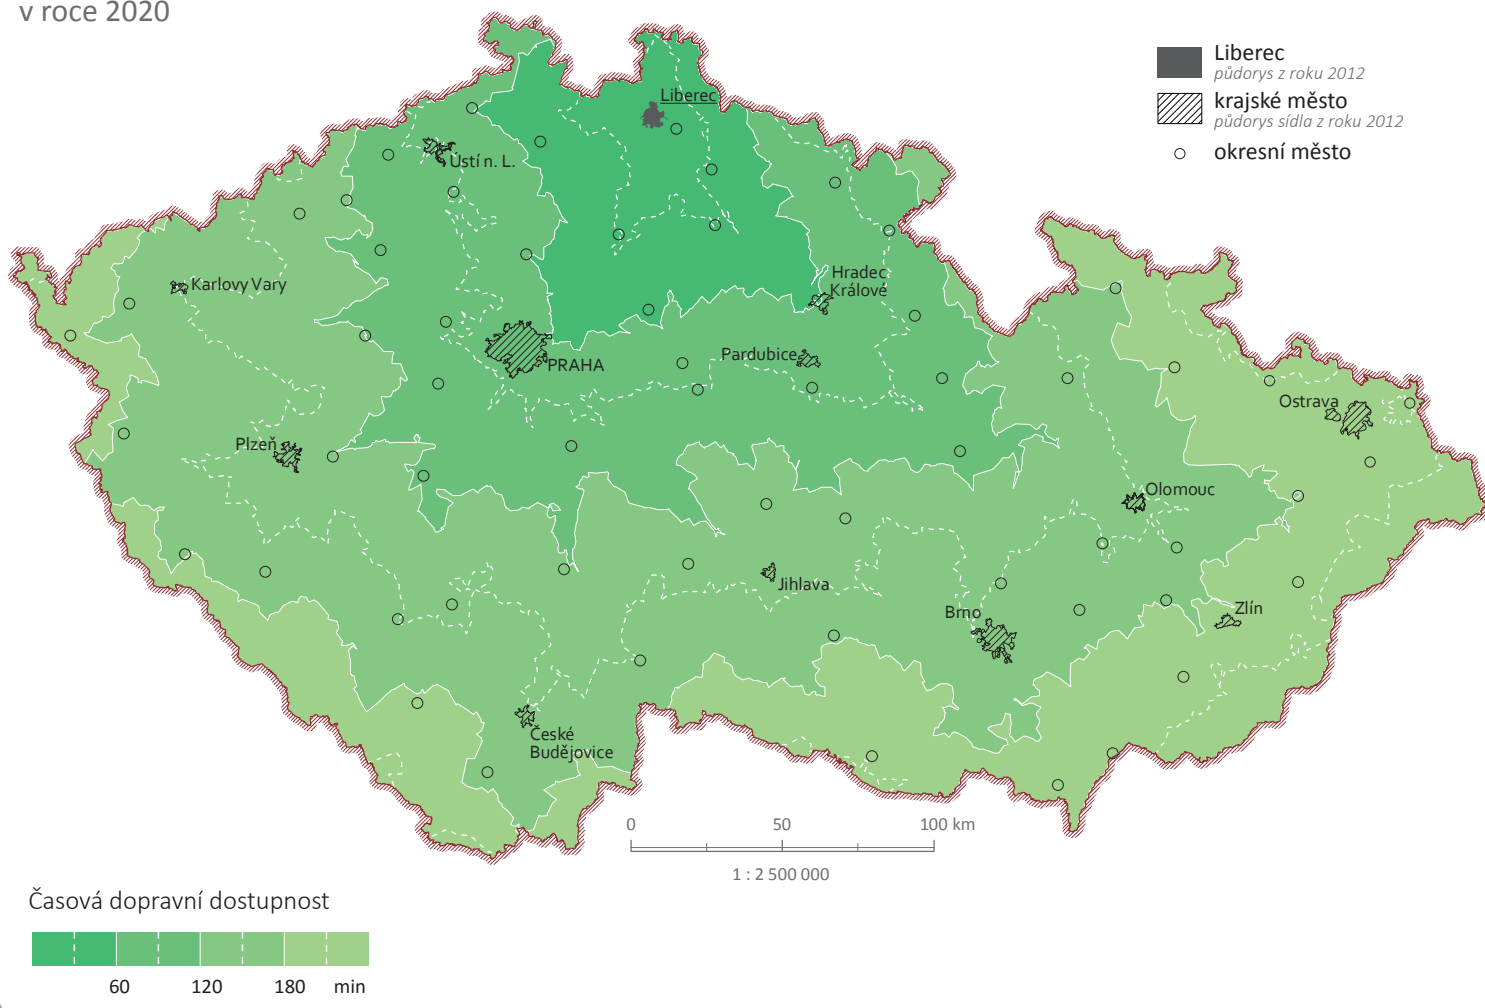 v roce 2020
Liberec
půdorys z roku 2012
krajské město
půdorys sídla z roku 2012
okresní město
Liberec
Ústí n. L.
Karlovy Vary
Hradec
Králové
PRAHA
Pardubice
Ostrava
Plzeň
Olomouc
Jihlava
Brno
Zlín
České
Budějovice
0 50 100 km
1 : 2 500 000
Časová dopravní dostupnost
60 120 180 min